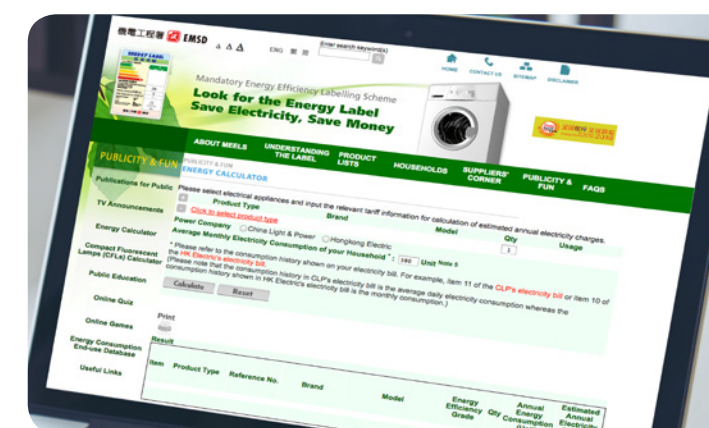 機電工程署 EMSD
A A A
ENG 繁 简
Enter search keyword(s)
HOME CONTACT US SITEMAP DISCLAIMER
ENERGY LABEL
Mandatory Energy Efficiency Labelling Scheme
Look for the Energy Label
Save Electricity, Save Money
ABOUT MEELS UNDERSTANDING THE LABEL PRODUCT LISTS HOUSEHOLDS SUPPLIERS' CORNER PUBLICITY & FUN FAQS
PUBLICITY & FUN
Publications for Public
TV Announcements
Energy Calculator
Compact Fluorescent
Lamps (CFLs) Calculator
Public Education
Online Quiz
Online Games
Energy Consumption
End-use Database
Useful Links
PUBLICITY & FUN
ENERGY CALCULATOR
Please select electrical appliances and input the relevant tariff information for calculation of estimated annual electricity charges.
+ Product Type Brand Model Qty Usage
- Click to select product type 1
Power Company China Light & Power Hongkong Electric
Average Monthly Electricity Consumption of your Household * : 380 Unit Note 5
* Please refer to the consumption history shown on your electricity bill. For example, item 11 of the CLP's electricity bill or item 10 of
the HK Electric's electricity bill.
(Please note that the consumption history in CLP's electricity bill is the average daily electricity consumption whereas the
consumption history shown in HK Electric's electricity bill is the monthly consumption.)
Calculate Reset
Print
Result
Item Product Type Reference No. Brand Model Energy Efficiency Grade Qty Annual Energy Consumption Estimated Annual Electricity